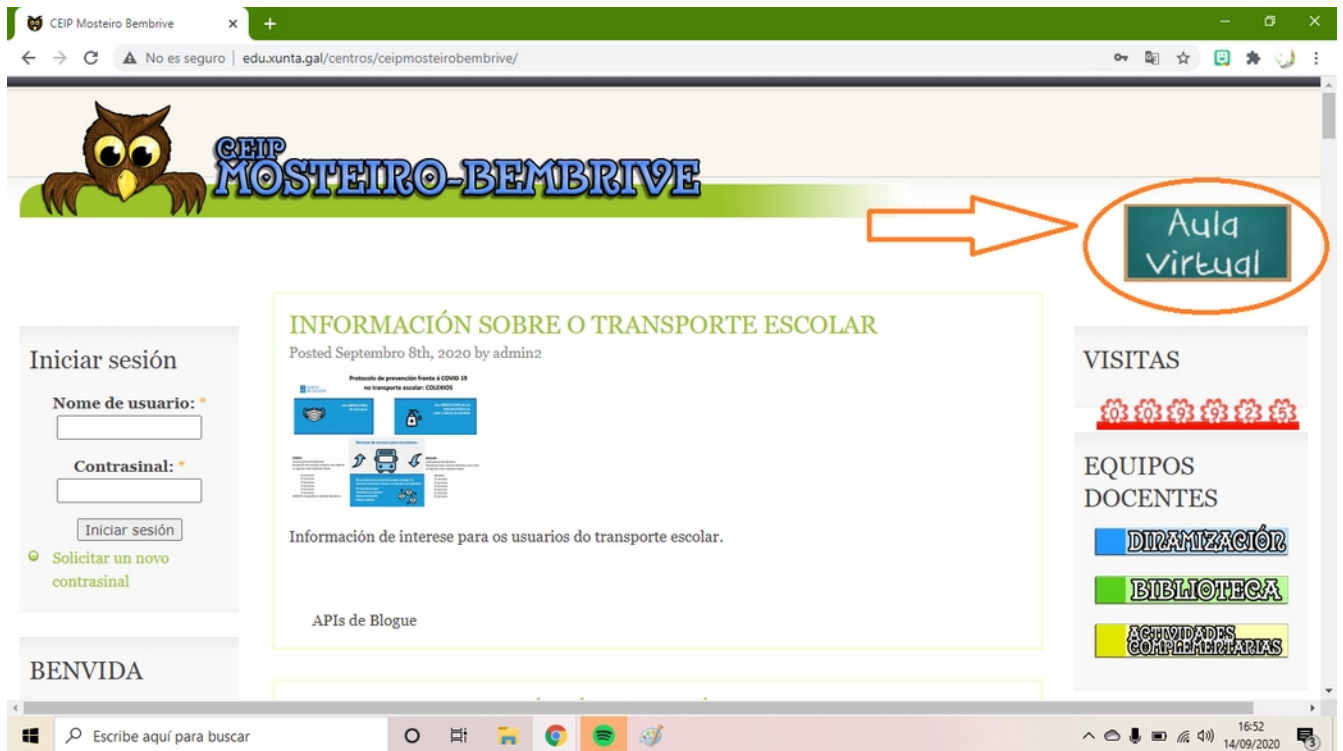 CEIP Mosteiro Bembrive
No es seguro | edu.xunta.gal/centros/ceipmosteirobembrive/
CEIP
MOSTEIRO-BEMBRIVE
Aula
Virtual
Iniciar sesión
Nome de usuario: *
Contrasinal: *
Iniciar sesión
Solicitar un novo
contrasinal
BENVIDA
INFORMACIÓN SOBRE O TRANSPORTE ESCOLAR
Posted Septembro 8th, 2020 by admin2
Protocolo de prevención fronte á COVID 19
no transporte escolar: COLEXIOS
Información de interese para os usuarios do transporte escolar.
APIs de Blogue
VISITAS
0 0 9 9 2 5
EQUIPOS
DOCENTES
DINAMIZACIÓN
BIBLIOTECA
ACTIVIDADES
COMPLEMENTARIAS
Escribe aquí para buscar
16:52
14/09/2020
3